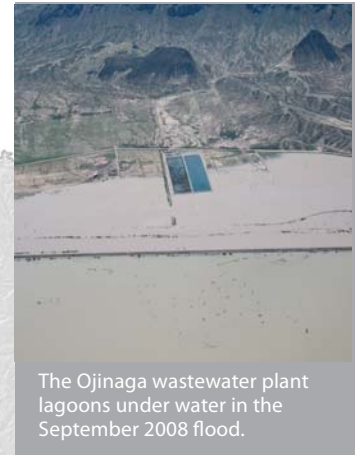 The Ojinaga wastewater plant
lagoons under water in the
September 2008 flood.